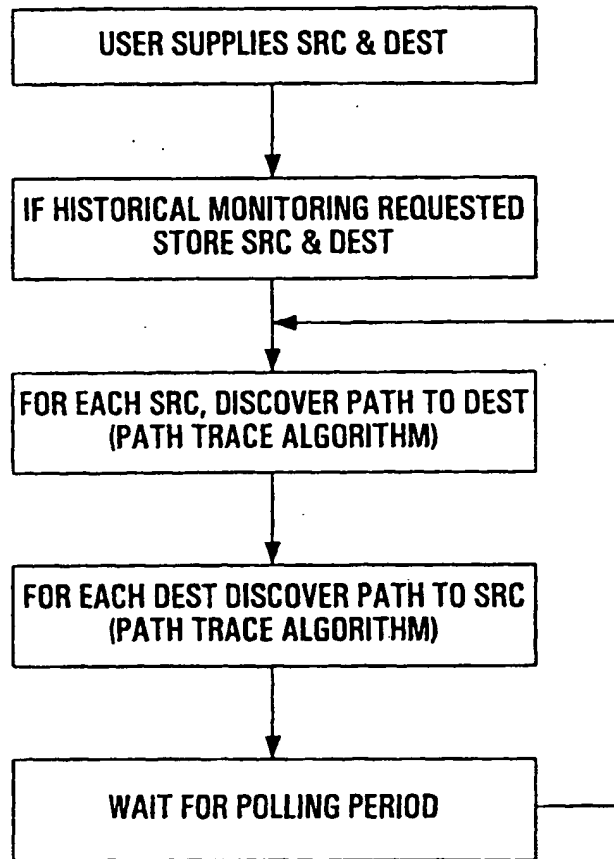 USER SUPPLIES SRC & DEST
IF HISTORICAL MONITORING REQUESTED
STORE SRC & DEST
FOR EACH SRC, DISCOVER PATH TO DEST
(PATH TRACE ALGORITHM)
FOR EACH DEST DISCOVER PATH TO SRC
(PATH TRACE ALGORITHM)
WAIT FOR POLLING PERIOD